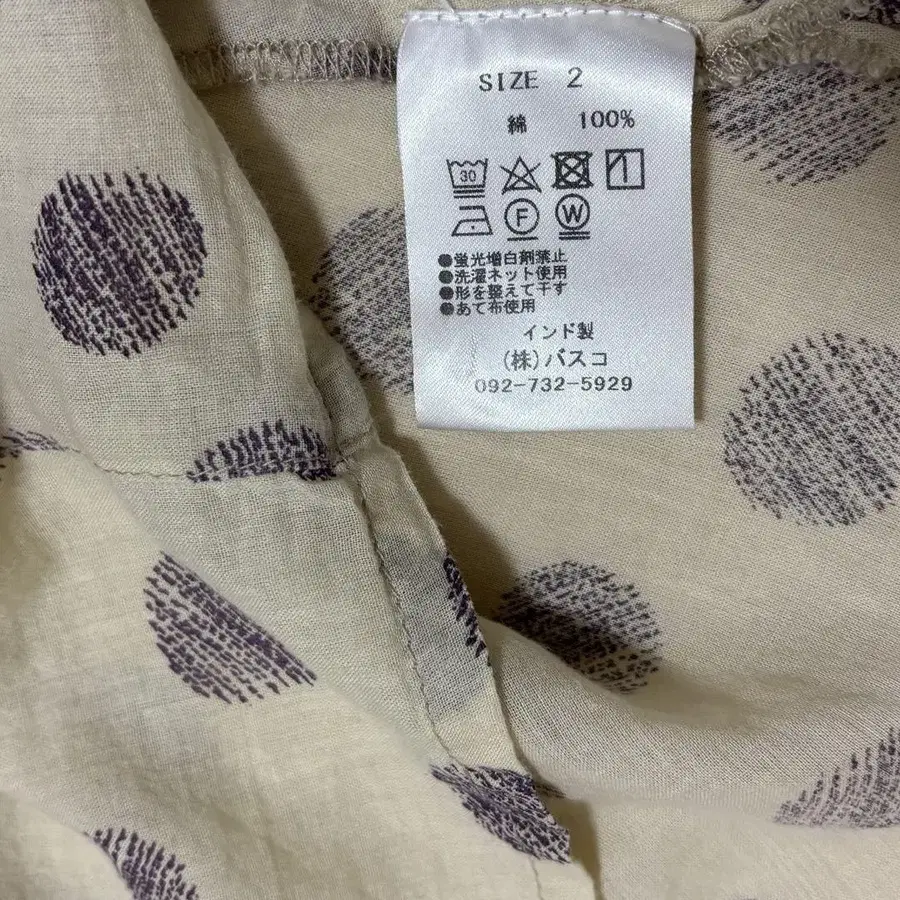 SIZE 2
綿 100%
30
F W
●蛍光増白剤禁止
●洗濯ネット使用
●形を整えて干す
●あて布使用
インド製
(株)バスコ
092-732-5929